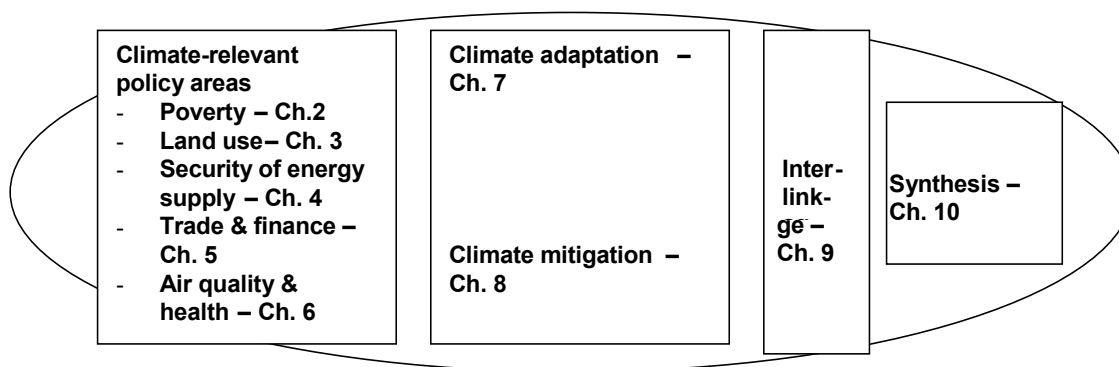 Climate-relevant
policy areas
- Poverty – Ch.2
- Land use– Ch. 3
- Security of energy
supply – Ch. 4
- Trade & finance –
Ch. 5
- Air quality &
health – Ch. 6
Climate adaptation –
Ch. 7
Climate mitigation –
Ch. 8
Inter-
link-
ge –
Ch. 9
Synthesis –
Ch. 10